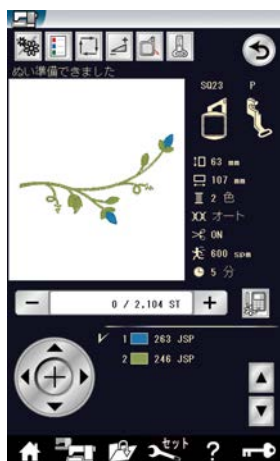 ぬい準備できました
SQ23 P
63 mm
107 mm
2 色
オート
ON
600 spm
5 分
− 0 / 2,104 ST +
1 263 JSP
2 246 JSP
セット ?